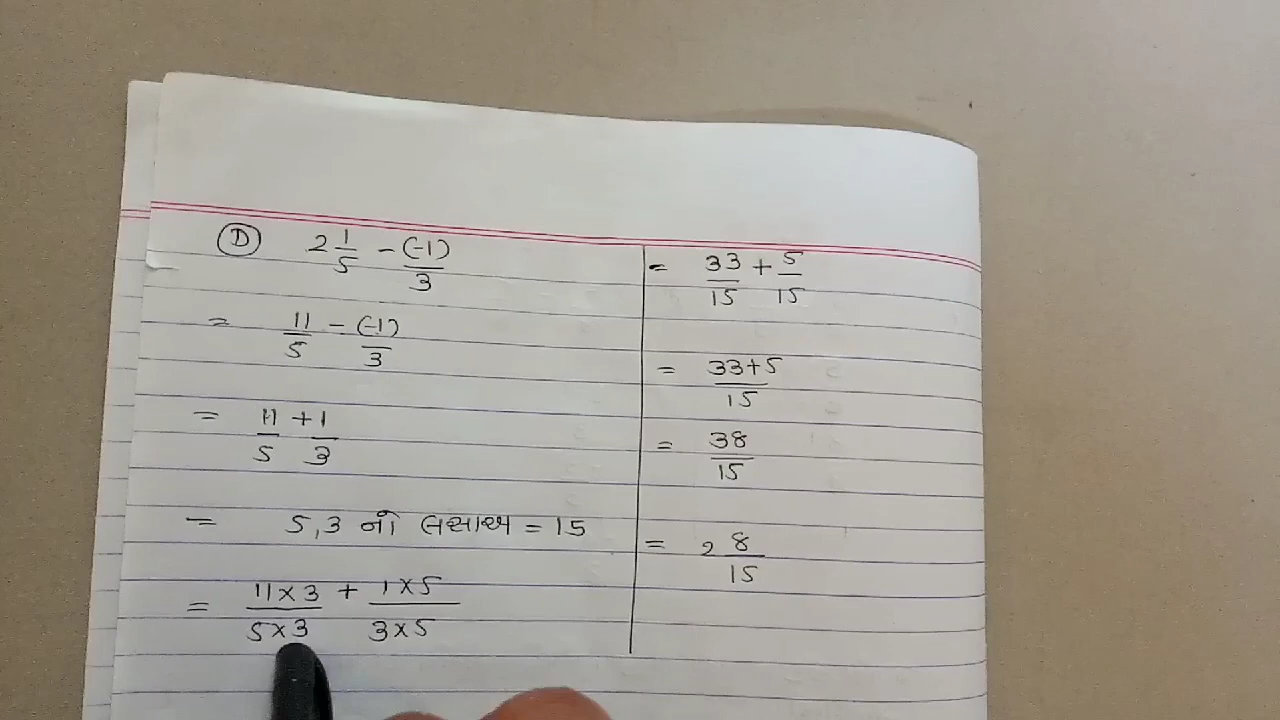 D 2 1/5 - (-1)/3
= 11/5 - (-1)/3
= 11/5 + 1/3
= 5,3 નો લસાઅ = 15
= 11×3/5×3 + 1×5/3×5
= 33/15 + 5/15
= 33+5/15
= 38/15
= 2 8/15